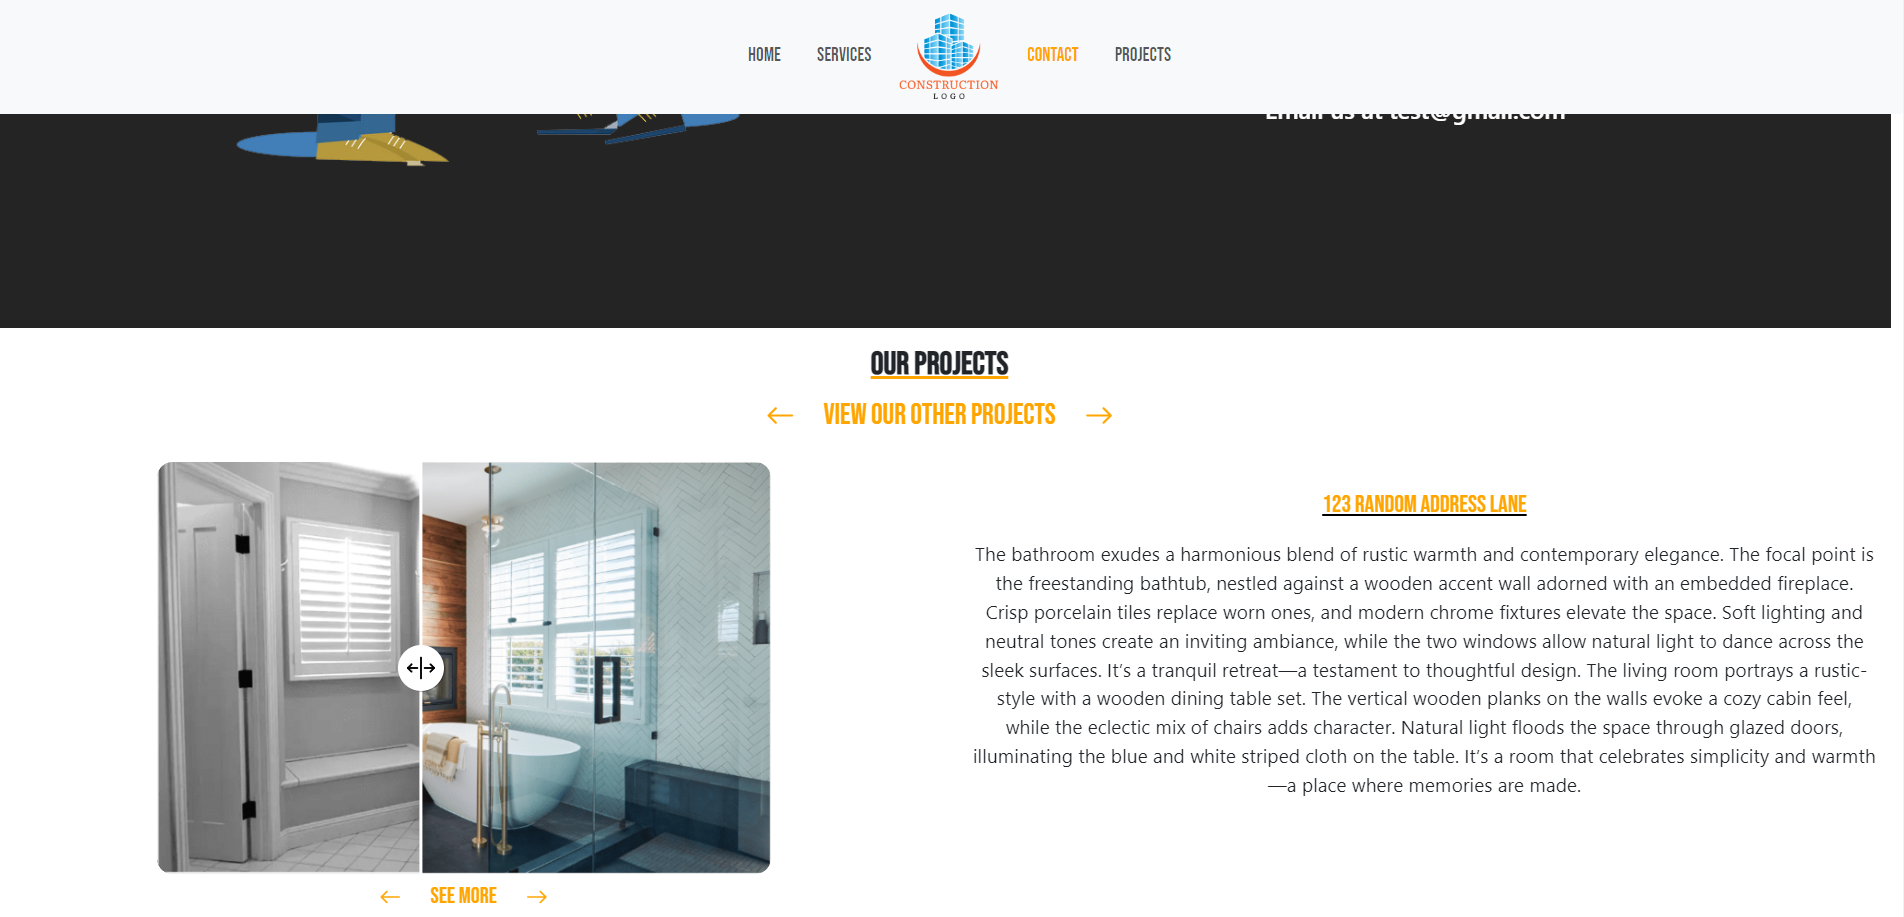 HOME SERVICES CONSTRUCTION LOGO CONTACT PROJECTS
Email us at test@gmail.com
OUR PROJECTS
VIEW OUR OTHER PROJECTS
123 RANDOM ADDRESS LANE
The bathroom exudes a harmonious blend of rustic warmth and contemporary elegance. The focal point is
the freestanding bathtub, nestled against a wooden accent wall adorned with an embedded fireplace.
Crisp porcelain tiles replace worn ones, and modern chrome fixtures elevate the space. Soft lighting and
neutral tones create an inviting ambiance, while the two windows allow natural light to dance across the
sleek surfaces. It’s a tranquil retreat—a testament to thoughtful design. The living room portrays a rustic-
style with a wooden dining table set. The vertical wooden planks on the walls evoke a cozy cabin feel,
while the eclectic mix of chairs adds character. Natural light floods the space through glazed doors,
illuminating the blue and white striped cloth on the table. It’s a room that celebrates simplicity and warmth
—a place where memories are made.
SEE MORE